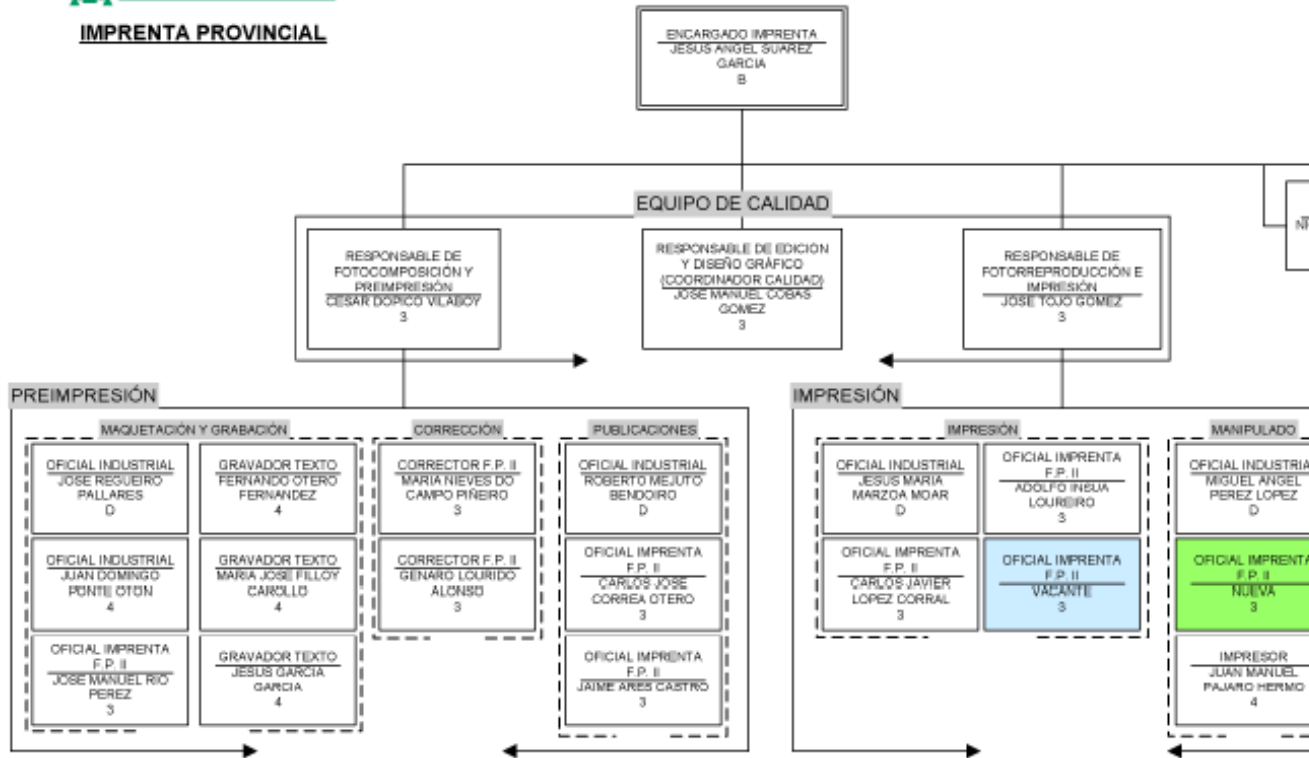 IMPRENTA PROVINCIAL
ENCARGADO IMPRENTA
JESUS ANGEL SUAREZ
GARCIA
B
EQUIPO DE CALIDAD
RESPONSABLE DE
FOTOCOMPOSICIÓN Y
PREIMPRESIÓN
CESAR DOPICO VILABOY
3
RESPONSABLE DE EDICIÓN
Y DISEÑO GRÁFICO
(COORDINADOR CALIDAD)
JOSE MANUEL COBAS
GOMEZ
3
RESPONSABLE DE
FOTORREPRODUCCIÓN E
IMPRESIÓN
JOSE TOJO GOMEZ
3
PREIMPRESIÓN
MAQUETACIÓN Y GRABACIÓN
OFICIAL INDUSTRIAL
JOSE REGUEIRO
PALLARES
D
GRAVADOR TEXTO
FERNANDO OTERO
FERNANDEZ
4
OFICIAL INDUSTRIAL
JUAN DOMINGO
PONTE OTON
4
GRAVADOR TEXTO
MARIA JOSE FILLOY
CAROLLO
4
OFICIAL IMPRENTA
F.P. II
JOSE MANUEL RIO
PEREZ
3
GRAVADOR TEXTO
JESUS GARCIA
GARCIA
4
CORRECCIÓN
CORRECTOR F.P. II
MARIA NIEVES DO
CAMPO PIÑEIRO
3
CORRECTOR F.P. II
GENARO LOURIDO
ALONSO
3
PUBLICACIONES
OFICIAL INDUSTRIAL
ROBERTO MEJUTO
BENDOIRO
D
OFICIAL IMPRENTA
F.P. II
CARLOS JOSE
CORREA OTERO
3
OFICIAL IMPRENTA
F.P. II
JAIME ARES CASTRO
3
IMPRESIÓN
IMPRESIÓN
OFICIAL INDUSTRIAL
JESUS MARIA
MARZOA MOAR
D
OFICIAL IMPRENTA
F.P. II
ADOLFO INSUA
LOUREIRO
3
OFICIAL IMPRENTA
F.P. II
CARLOS JAVIER
LOPEZ CORRAL
3
OFICIAL IMPRENTA
F.P. II
VACANTE
3
MANIPULADO
OFICIAL INDUSTRIA
MIGUEL ANGEL
PEREZ LOPEZ
D
OFICIAL IMPRENTA
F.P. II
NUEVA
3
IMPRESOR
JUAN MANUEL
PAJARO HERMO
4